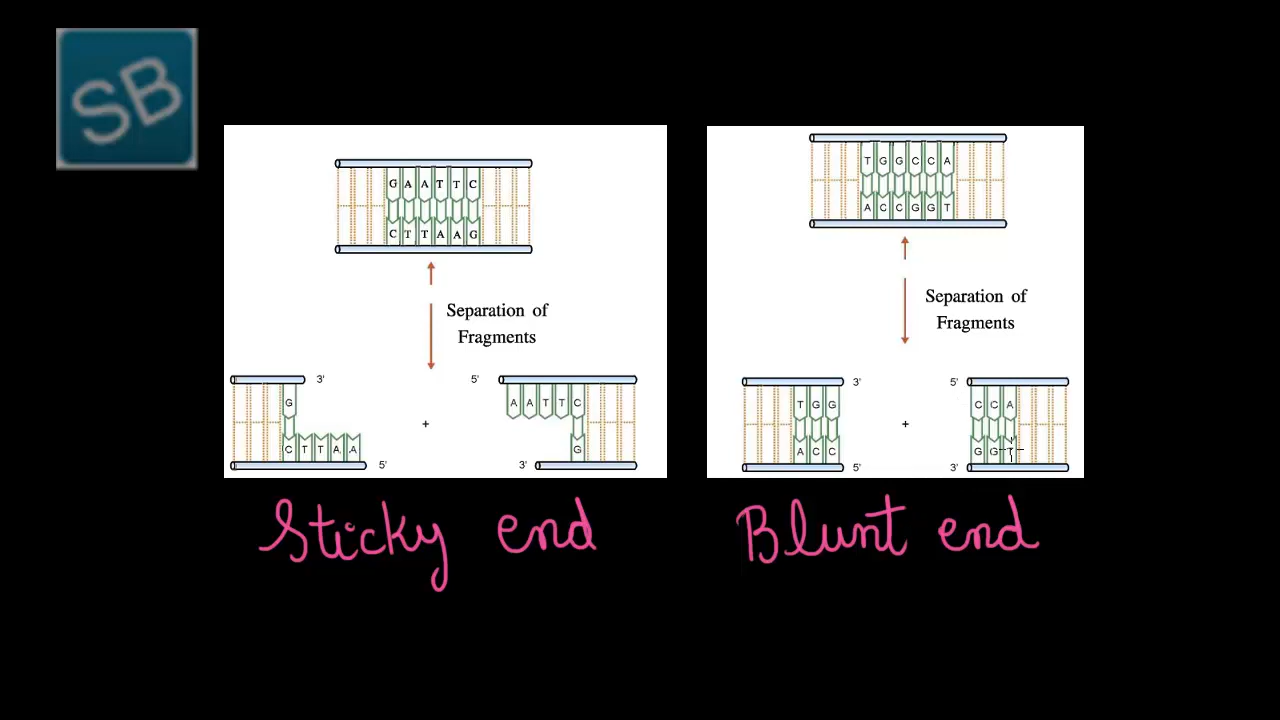 SB
G A A T T C
C T T A A G
Separation of
Fragments
3' 5'
G A A T T C
+
C T T A A G
5' 3'
Sticky end
T G G C C A
A C C G G T
Separation of
Fragments
3' 5'
T G G C C A
+
A C C G G T
5' 3'
Blunt end